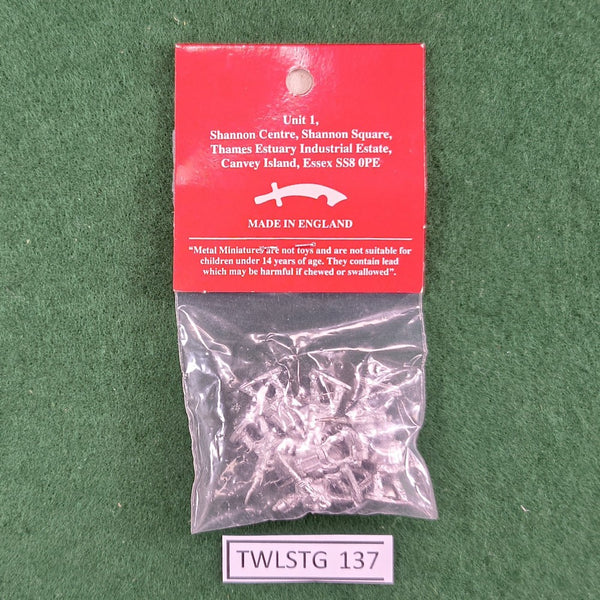 Unit 1,
Shannon Centre, Shannon Square,
Thames Estuary Industrial Estate,
Canvey Island, Essex SS8 0PE
MADE IN ENGLAND
“Metal Miniatures are not toys and are not suitable for
children under 14 years of age. They contain lead
which may be harmful if chewed or swallowed”.
TWLSTG 137